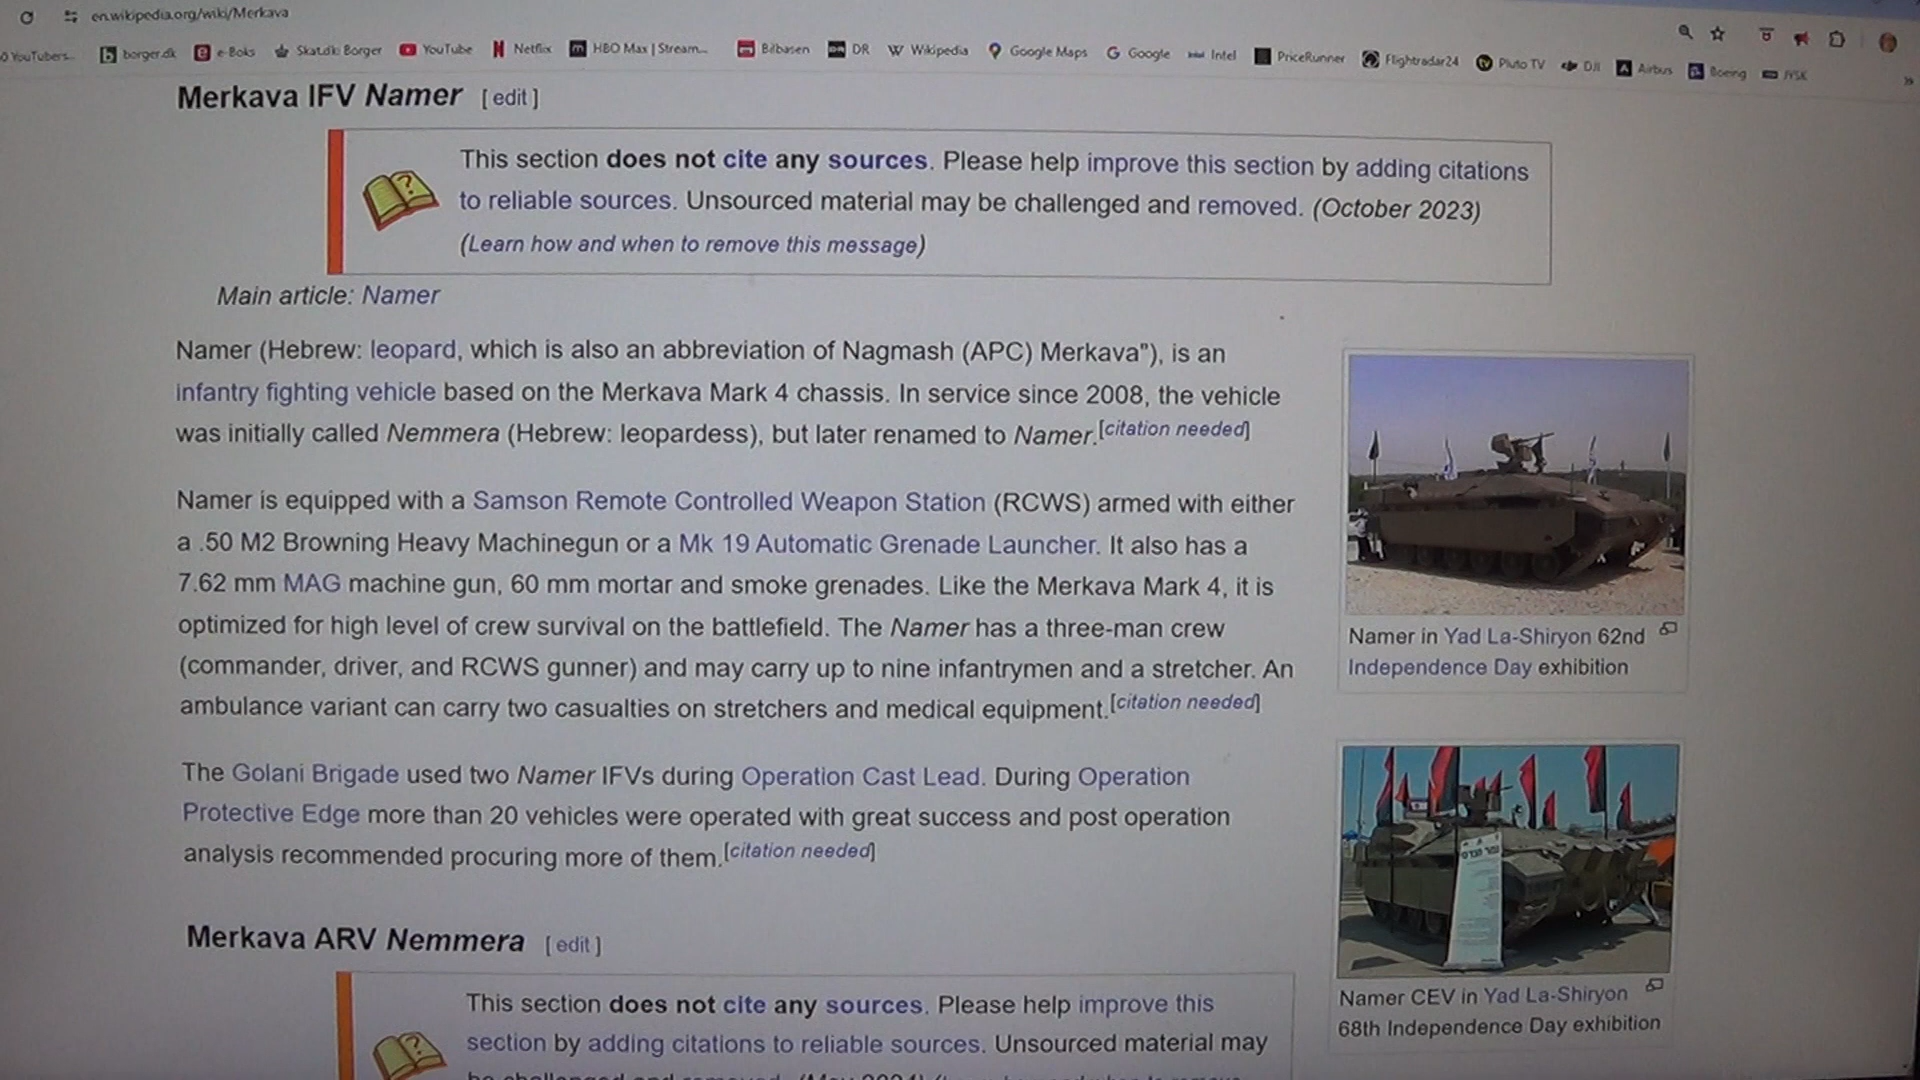 en.wikipedia.org/wiki/Merkava
YouTubers... borger.dk e-Boks Skat.dk: Borger YouTube Netflix HBO Max | Stream... Bilbasen DR Wikipedia Google Maps Google Intel PriceRunner Flightradar24 Pluto TV DJI Airbus Boeing JYSK »
Merkava IFV Namer [ edit ]
This section does not cite any sources. Please help improve this section by adding citations
to reliable sources. Unsourced material may be challenged and removed. (October 2023)
(Learn how and when to remove this message)
Main article: Namer
Namer (Hebrew: leopard, which is also an abbreviation of Nagmash (APC) Merkava"), is an
infantry fighting vehicle based on the Merkava Mark 4 chassis. In service since 2008, the vehicle
was initially called Nemmera (Hebrew: leopardess), but later renamed to Namer.[citation needed]
Namer is equipped with a Samson Remote Controlled Weapon Station (RCWS) armed with either
a .50 M2 Browning Heavy Machinegun or a Mk 19 Automatic Grenade Launcher. It also has a
7.62 mm MAG machine gun, 60 mm mortar and smoke grenades. Like the Merkava Mark 4, it is
optimized for high level of crew survival on the battlefield. The Namer has a three-man crew
(commander, driver, and RCWS gunner) and may carry up to nine infantrymen and a stretcher. An
ambulance variant can carry two casualties on stretchers and medical equipment.[citation needed]
The Golani Brigade used two Namer IFVs during Operation Cast Lead. During Operation
Protective Edge more than 20 vehicles were operated with great success and post operation
analysis recommended procuring more of them.[citation needed]
Namer in Yad La-Shiryon 62nd
Independence Day exhibition
Namer CEV in Yad La-Shiryon
68th Independence Day exhibition
Merkava ARV Nemmera [ edit ]
This section does not cite any sources. Please help improve this
section by adding citations to reliable sources. Unsourced material may